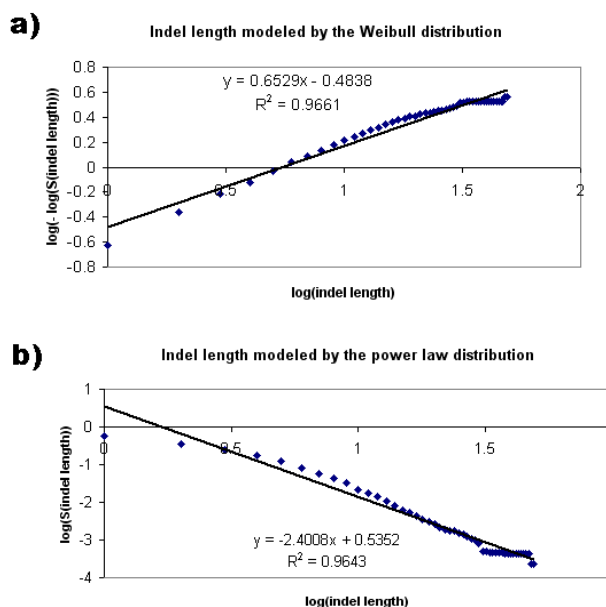 a)
Indel length modeled by the Weibull distribution
y = 0.6529x - 0.4838
R² = 0.9661
0.8
0.6
0.4
0.2
0
-0.2
-0.4
-0.6
-0.8
0
0.5
1
1.5
2
log(- log(S(indel length)))
log(indel length)
b)
Indel length modeled by the power law distribution
1
0
-1
-2
-3
-4
0
0.5
1
1.5
log(S(indel length))
y = -2.4008x + 0.5352
R² = 0.9643
log(indel length)